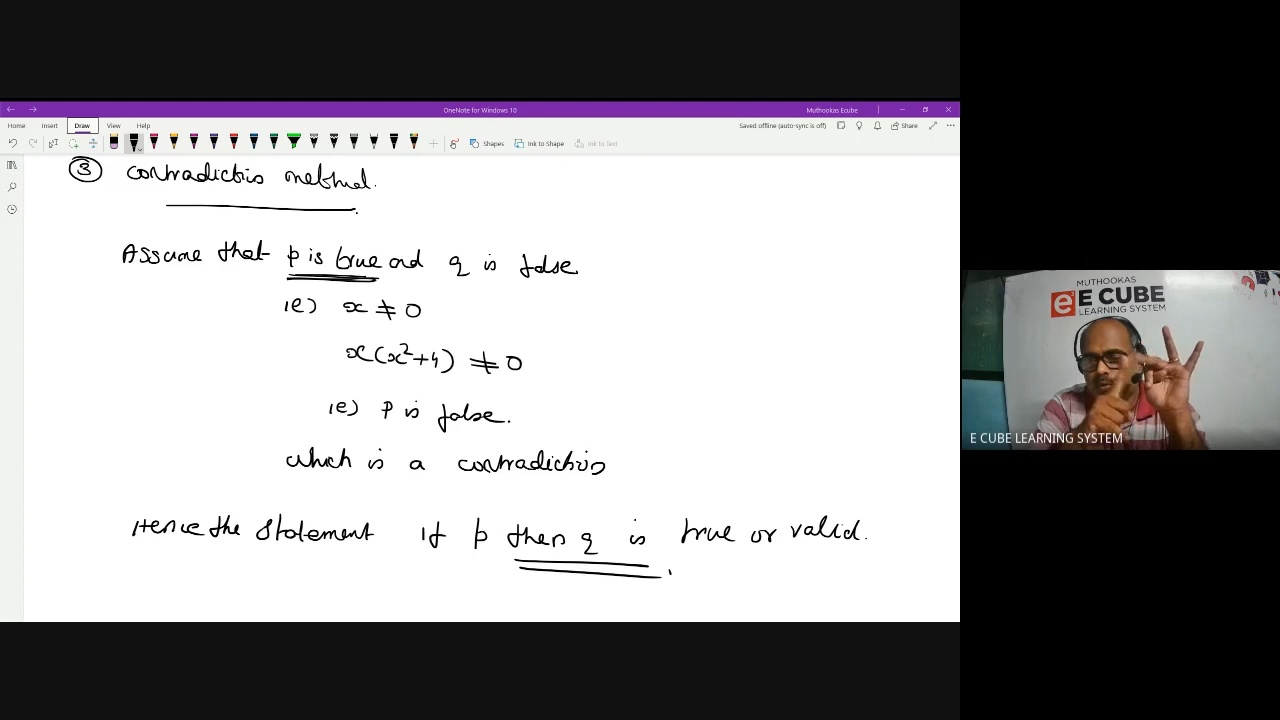 OneNote for Windows 10
Muthookas Ecube
Home Insert Draw View Help
Saved offline (auto-sync is off) Share
Shapes Ink to Shape Ink to Text
③ contradiction method.
Assume that p is true and q is false
ie) x ≠ 0
x(x²+4) ≠ 0
ie) p is false.
which is a contradiction
Hence the statement if p then q is true or valid.
MUTHOOKAS
e³ E CUBE
LEARNING SYSTEM
E CUBE LEARNING SYSTEM